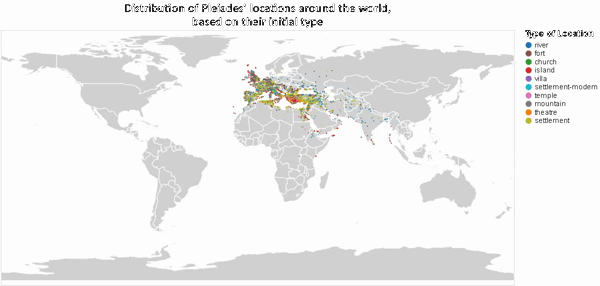 Distribution of Pleiades' locations around the world,
based on their initial type
Type of Location
river
fort
church
island
villa
settlement-modern
temple
mountain
theatre
settlement